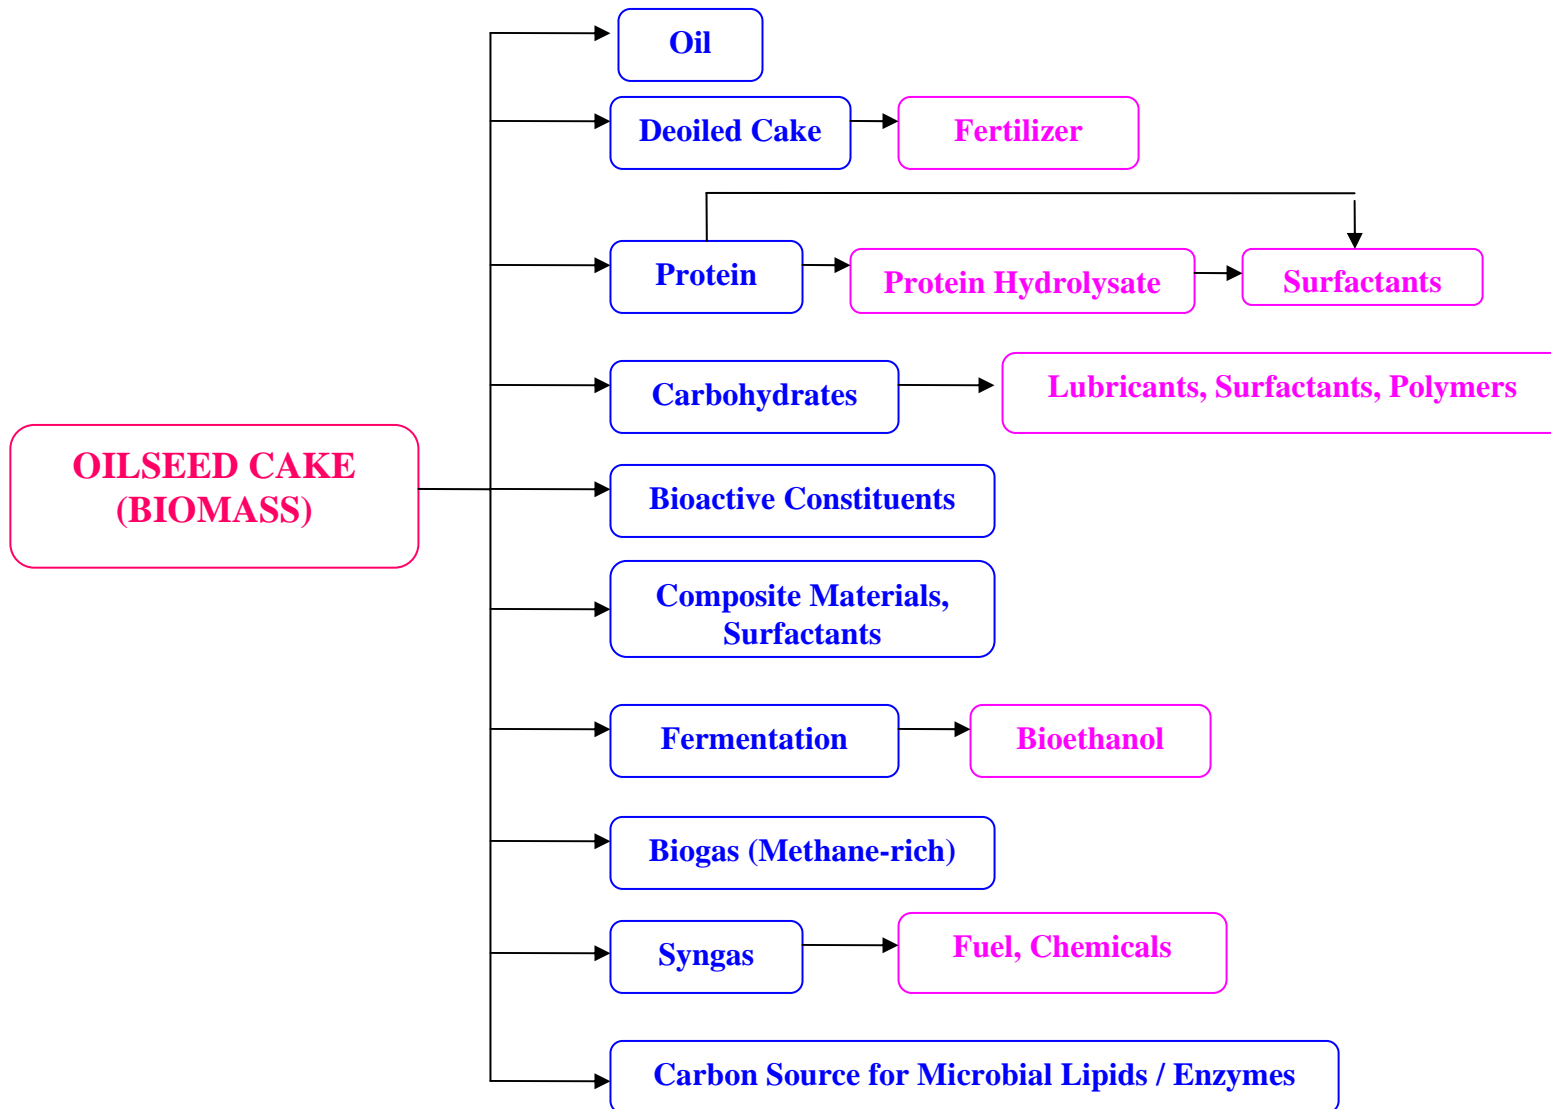 Oil
Deoiled Cake
Fertilizer
Protein
Protein Hydrolysate
Surfactants
Carbohydrates
Lubricants, Surfactants, Polymers
OILSEED CAKE
(BIOMASS)
Bioactive Constituents
Composite Materials,
Surfactants
Fermentation
Bioethanol
Biogas (Methane-rich)
Syngas
Fuel, Chemicals
Carbon Source for Microbial Lipids / Enzymes